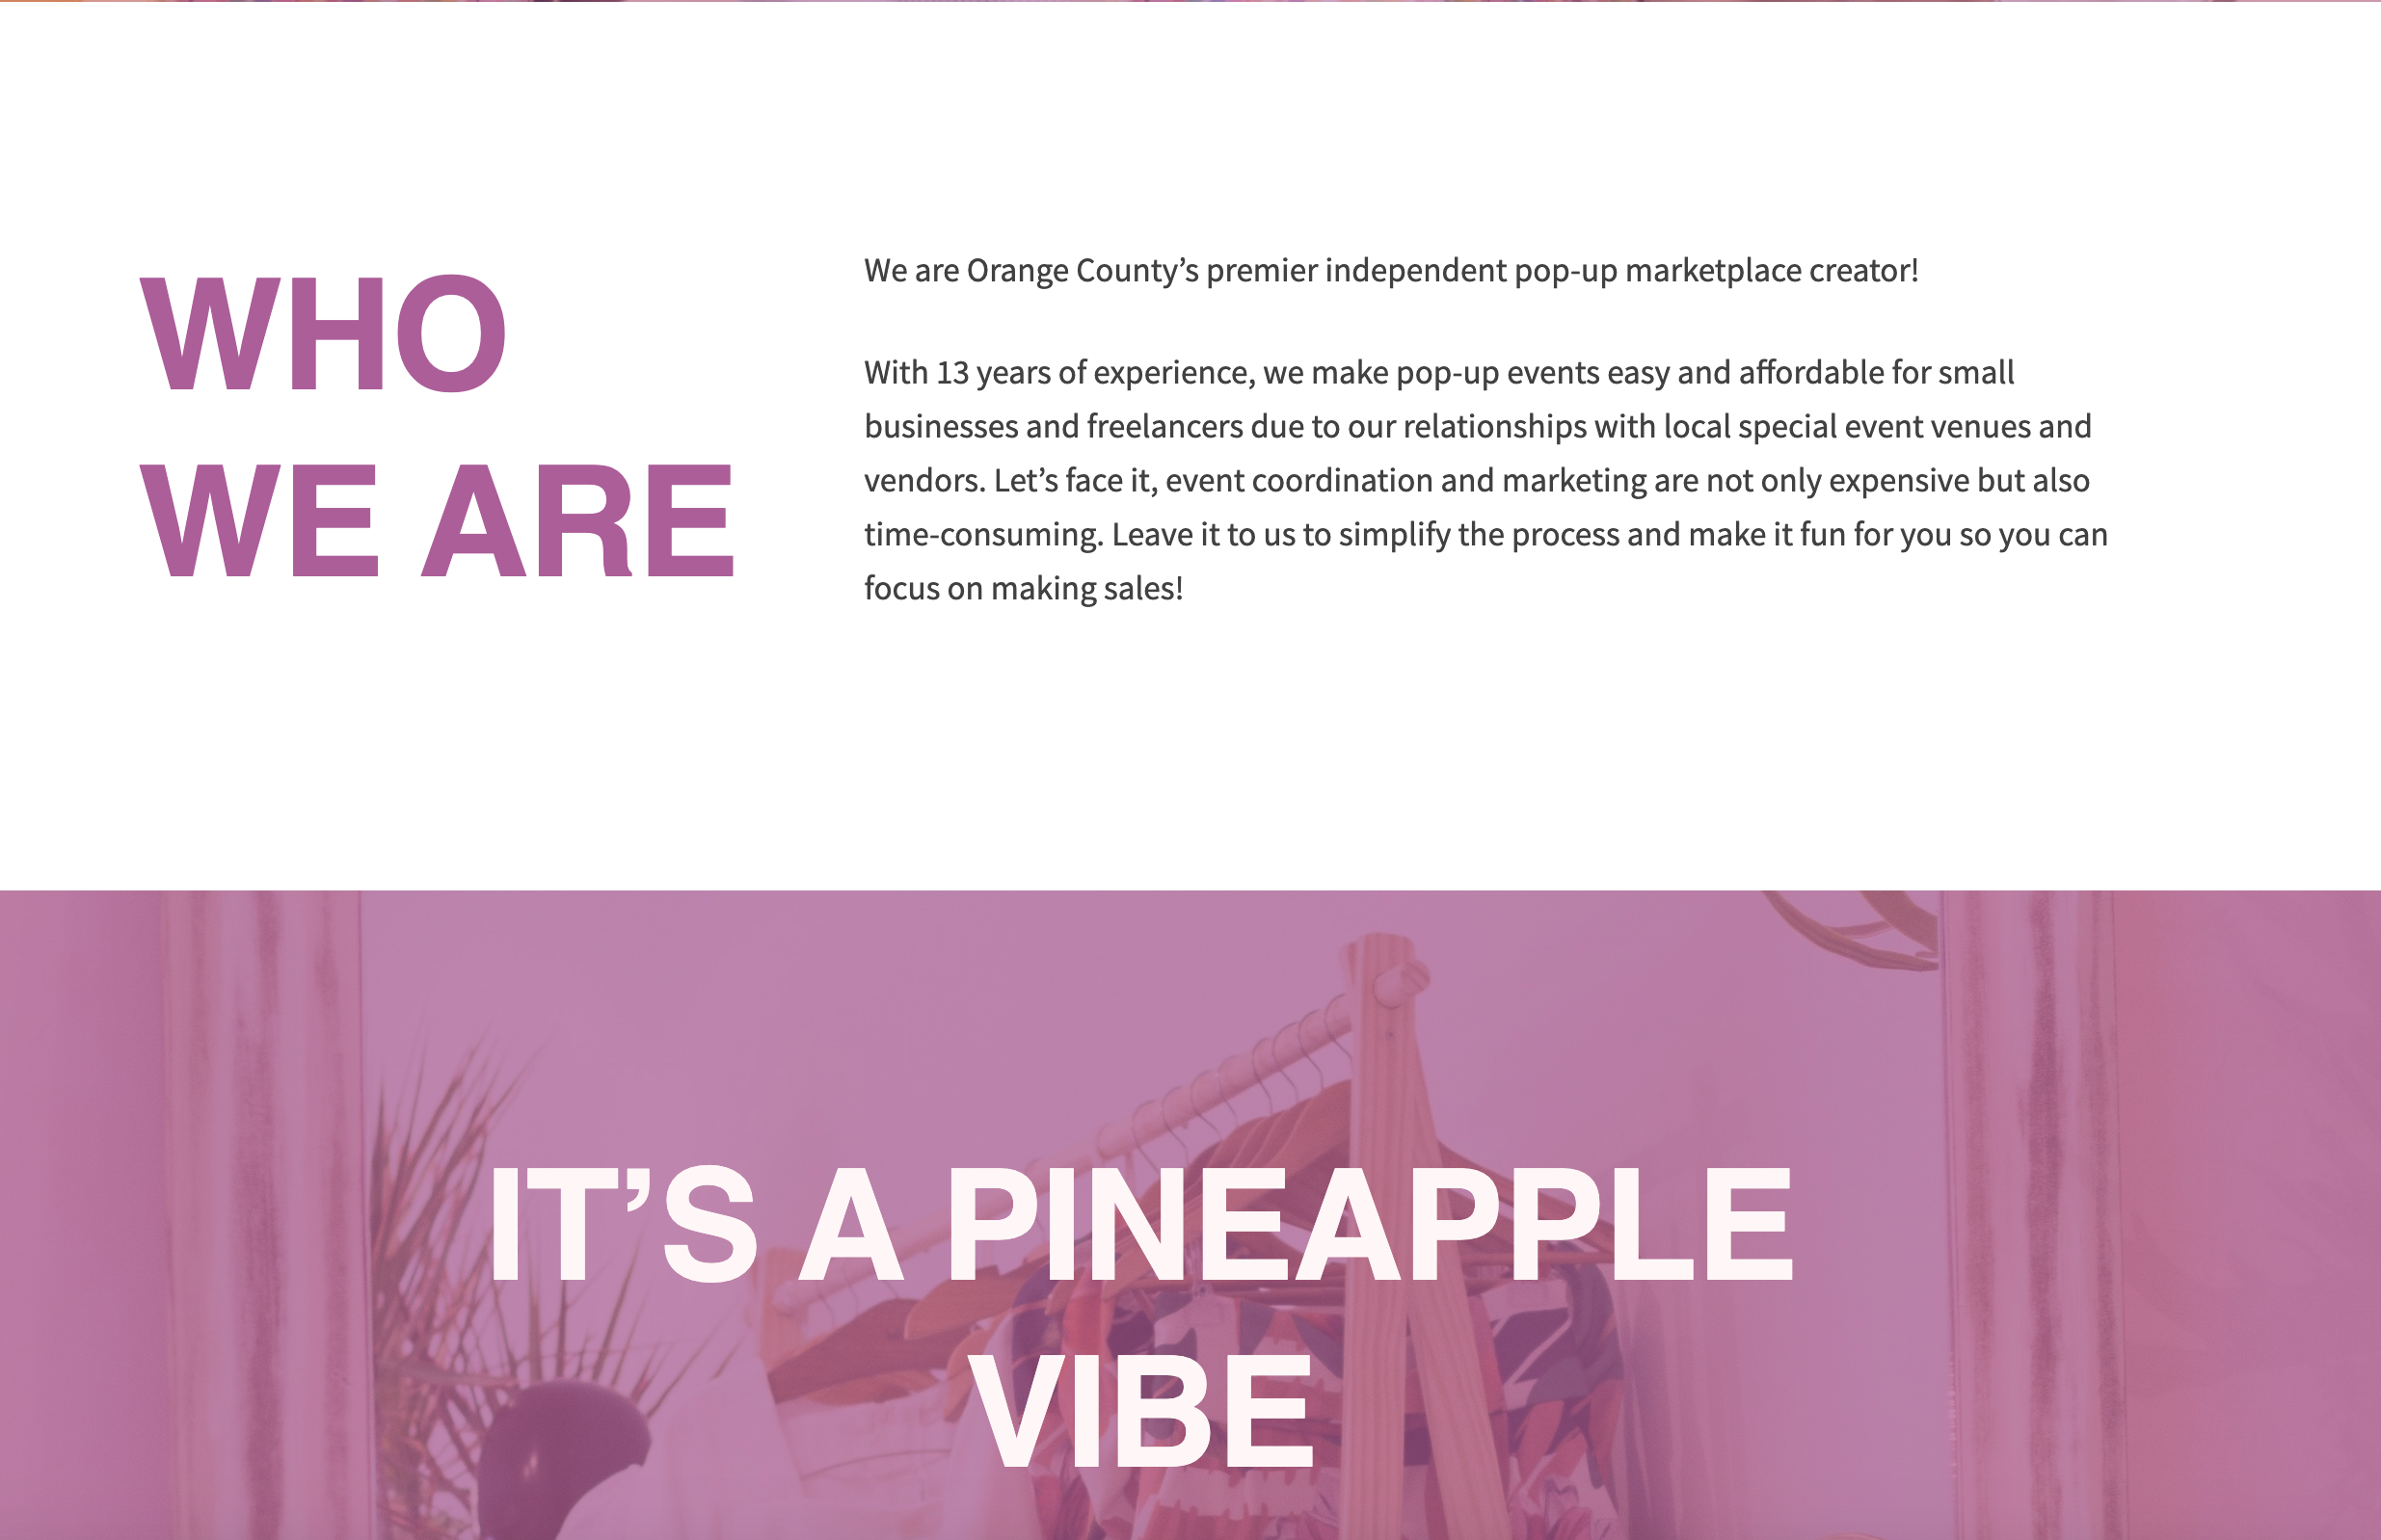 WHO
WE ARE
We are Orange County’s premier independent pop-up marketplace creator!
With 13 years of experience, we make pop-up events easy and affordable for small
businesses and freelancers due to our relationships with local special event venues and
vendors. Let’s face it, event coordination and marketing are not only expensive but also
time-consuming. Leave it to us to simplify the process and make it fun for you so you can
focus on making sales!
IT’S A PINEAPPLE
VIBE